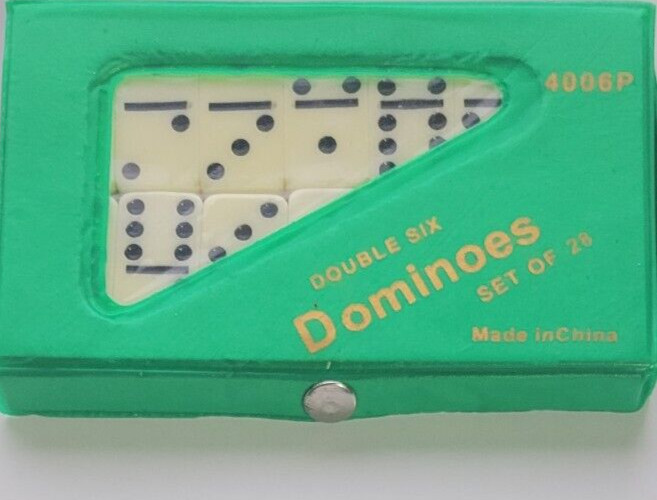 4006P
DOUBLE SIX
Dominoes
SET OF 28
Made inChina